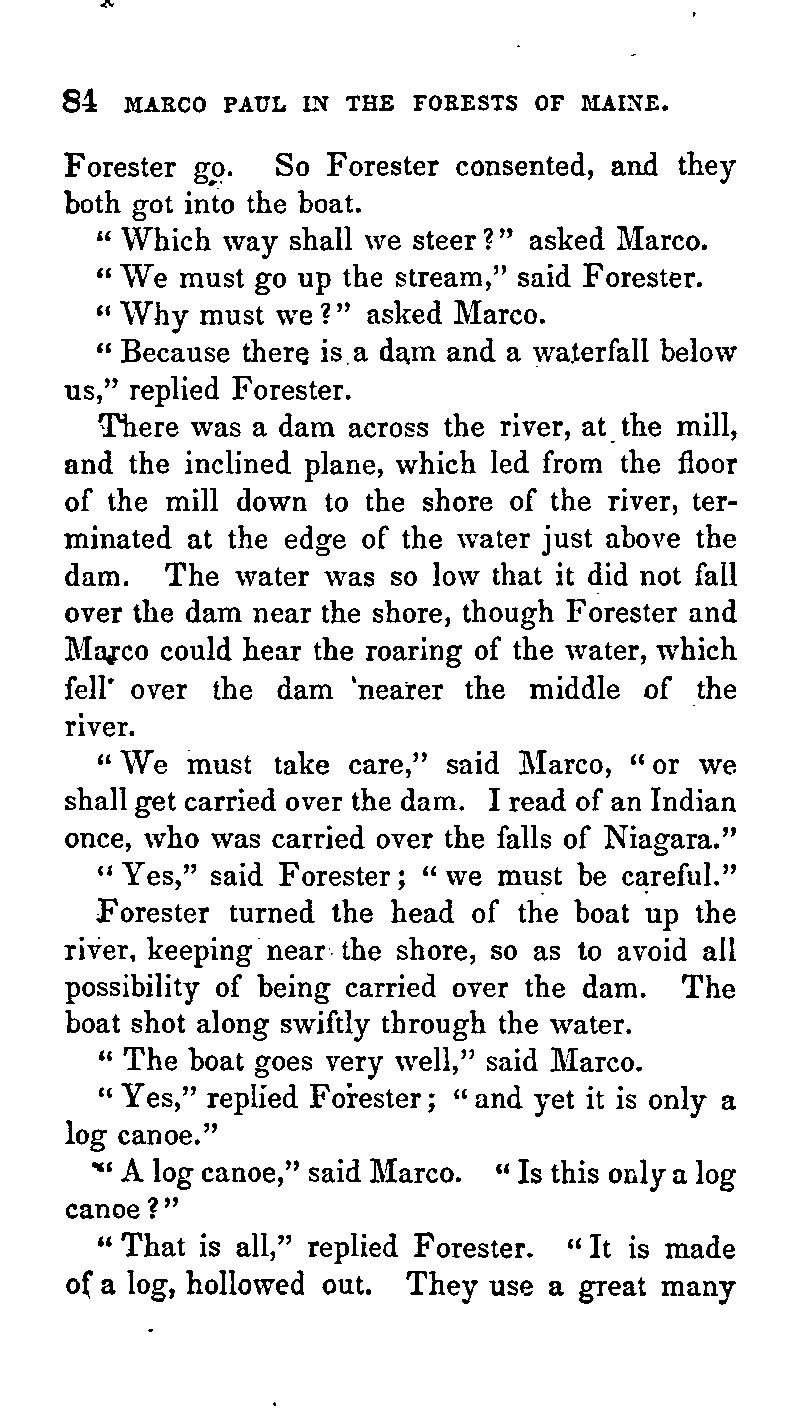 84 MARCO PAUL IN THE FORESTS OF MAINE.
Forester go. So Forester consented, and they
both got into the boat.
“Which way shall we steer?” asked Marco.
“We must go up the stream,” said Forester.
“Why must we?” asked Marco.
“Because there is a dam and a waterfall below
us,” replied Forester.
There was a dam across the river, at the mill,
and the inclined plane, which led from the floor
of the mill down to the shore of the river, ter-
minated at the edge of the water just above the
dam. The water was so low that it did not fall
over the dam near the shore, though Forester and
Marco could hear the roaring of the water, which
fell over the dam nearer the middle of the
river.
“We must take care,” said Marco, “or we
shall get carried over the dam. I read of an Indian
once, who was carried over the falls of Niagara.”
“Yes,” said Forester; “we must be careful.”
Forester turned the head of the boat up the
river, keeping near the shore, so as to avoid all
possibility of being carried over the dam. The
boat shot along swiftly through the water.
“The boat goes very well,” said Marco.
“Yes,” replied Forester; “and yet it is only a
log canoe.”
“A log canoe,” said Marco. “Is this only a log
canoe?”
“That is all,” replied Forester. “It is made
of a log, hollowed out. They use a great many